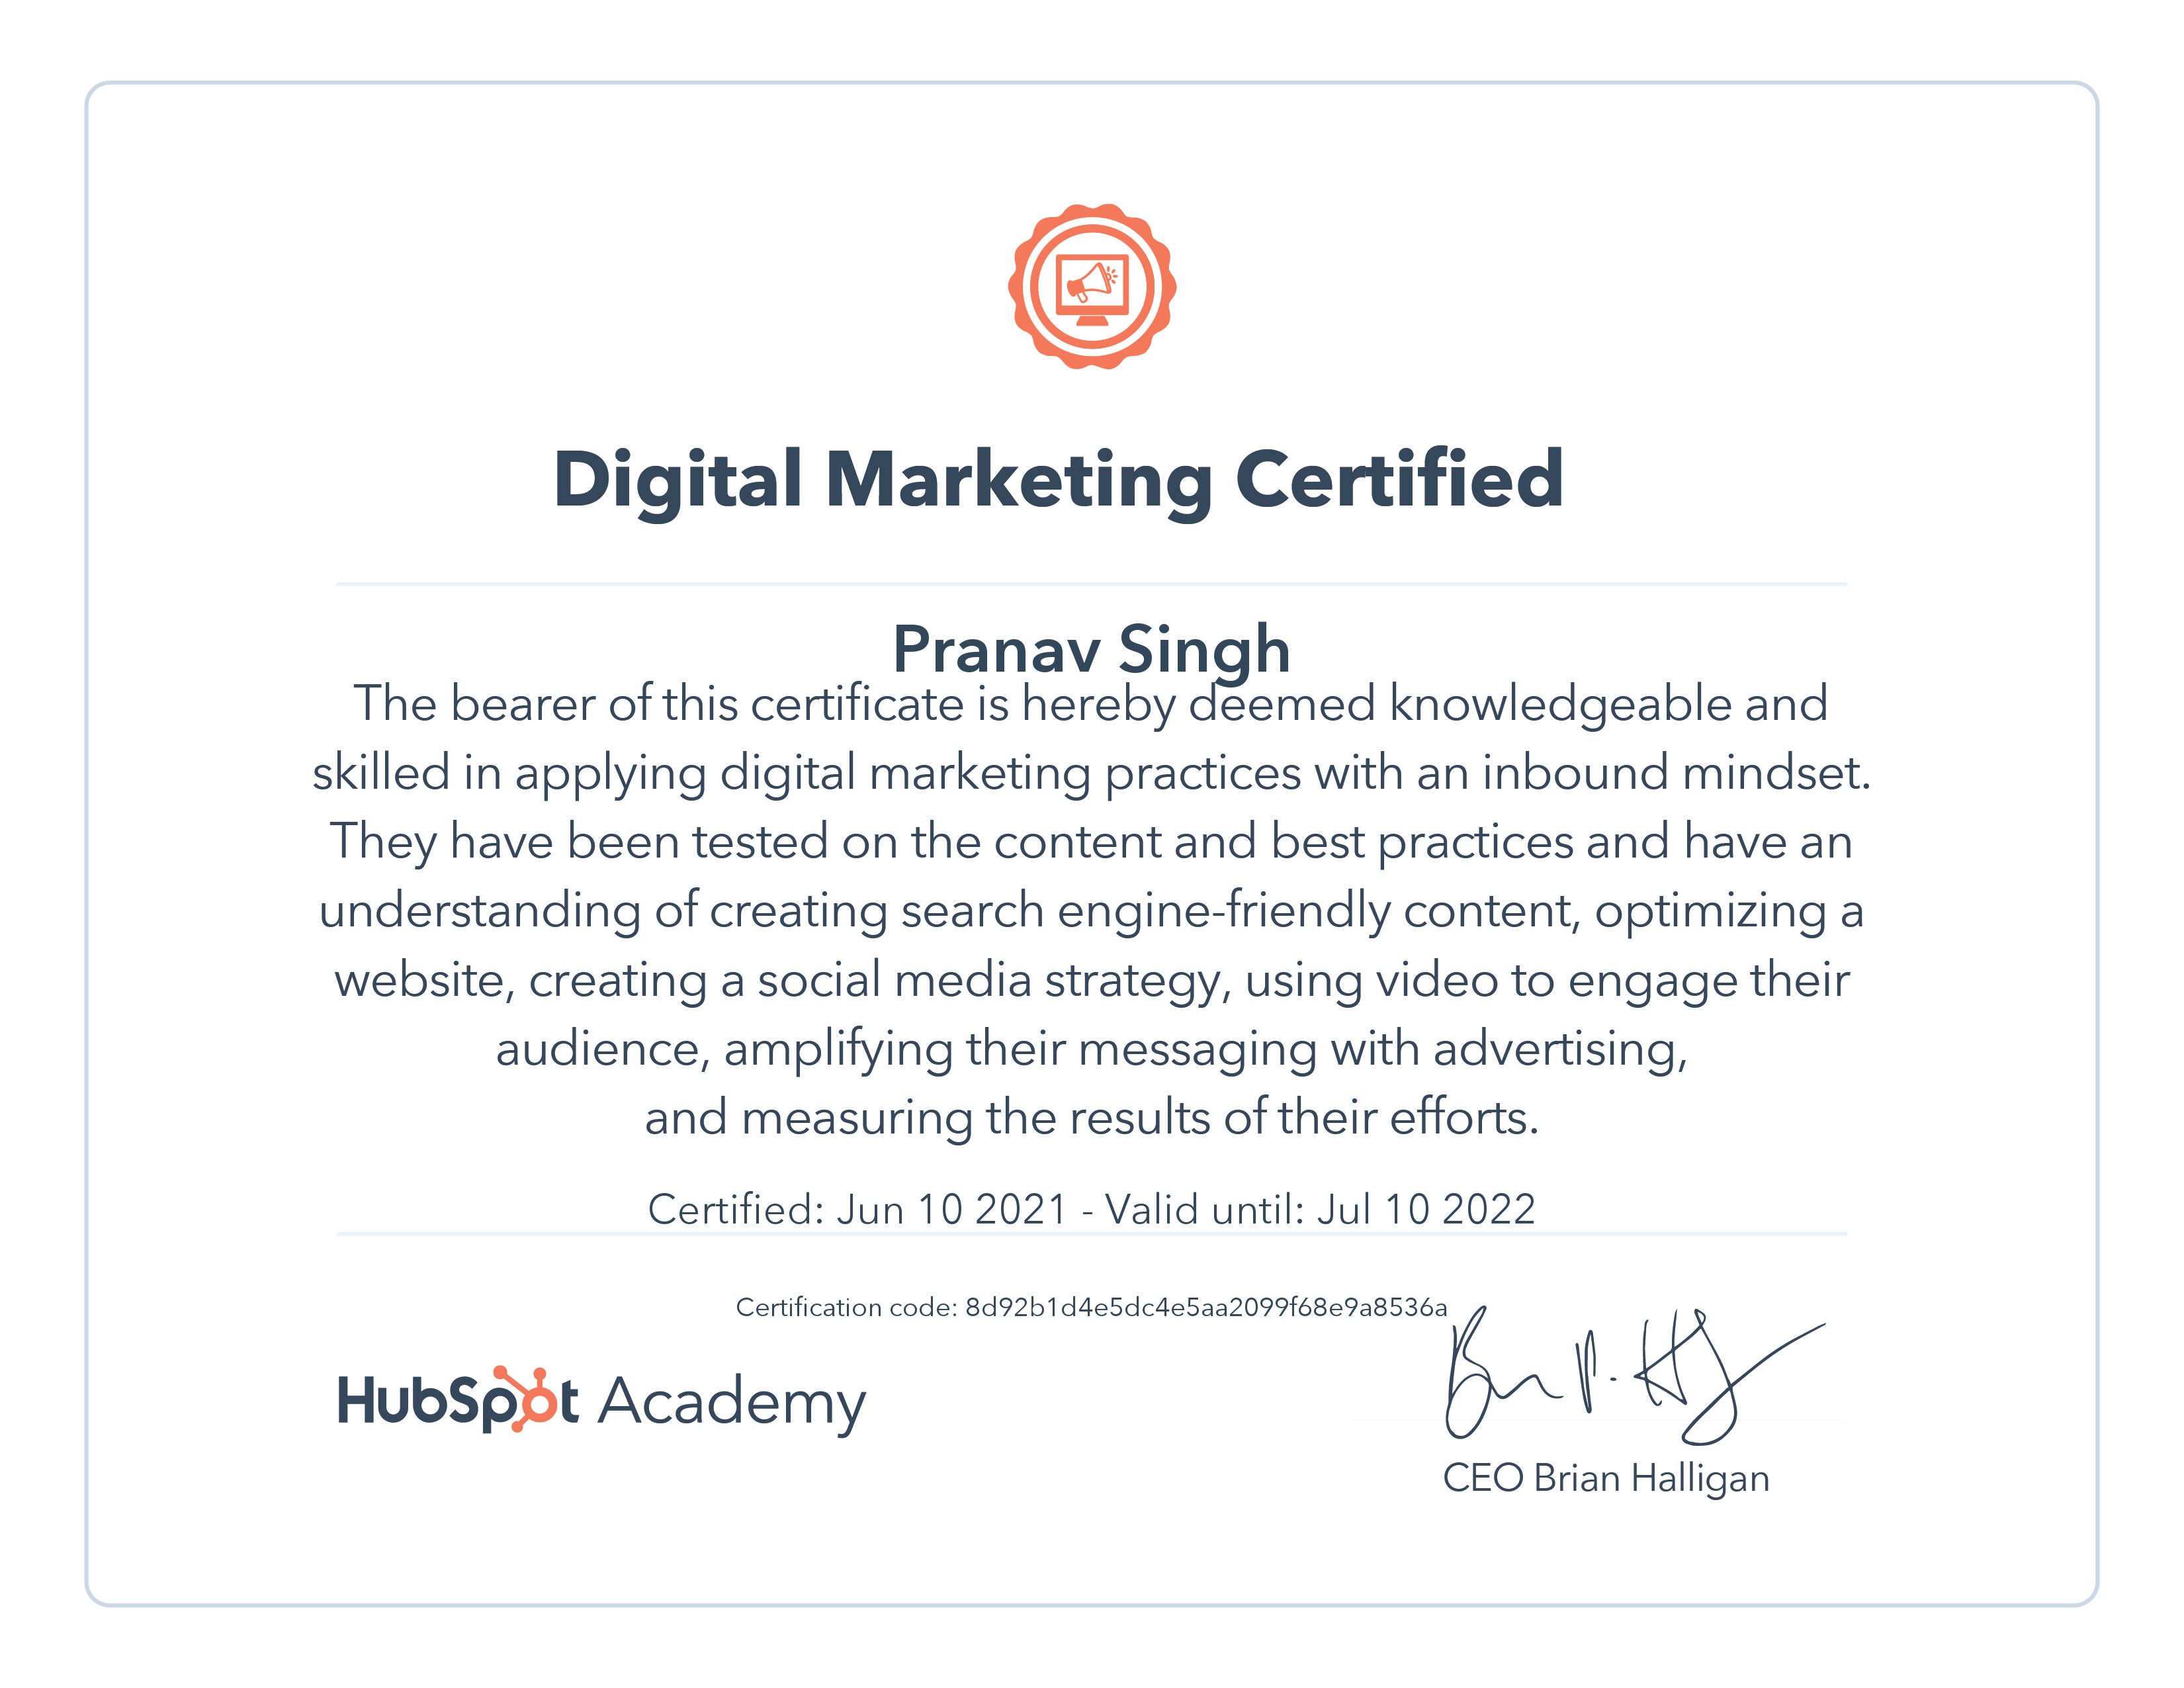 Digital Marketing Certified
Pranav Singh
The bearer of this certificate is hereby deemed knowledgeable and
skilled in applying digital marketing practices with an inbound mindset.
They have been tested on the content and best practices and have an
understanding of creating search engine-friendly content, optimizing a
website, creating a social media strategy, using video to engage their
audience, amplifying their messaging with advertising,
and measuring the results of their efforts.
Certified: Jun 10 2021 - Valid until: Jul 10 2022
Certification code: 8d92b1d4e5dc4e5aa2099f68e9a8536a
HubSpot Academy
CEO Brian Halligan